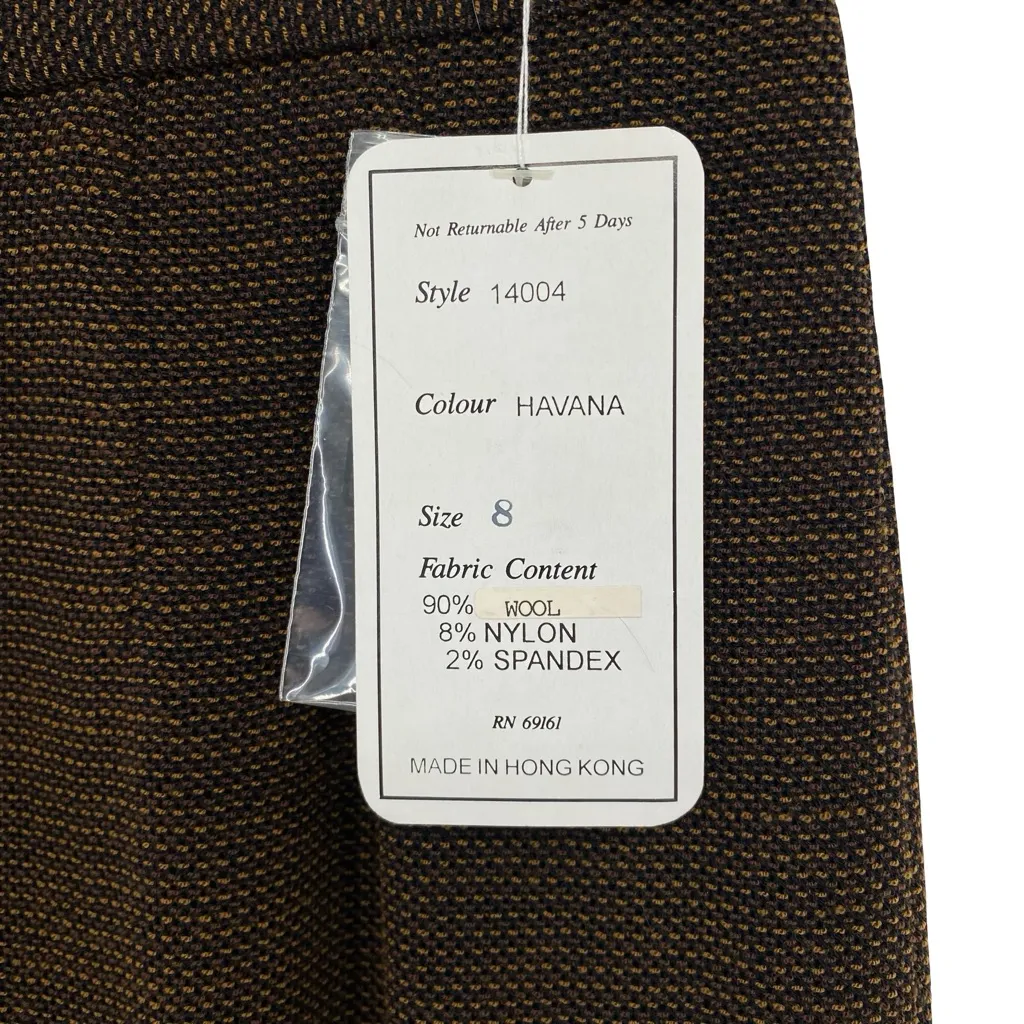 Not Returnable After 5 Days
Style 14004
Colour HAVANA
Size 8
Fabric Content
90% WOOL
8% NYLON
2% SPANDEX
RN 69161
MADE IN HONG KONG